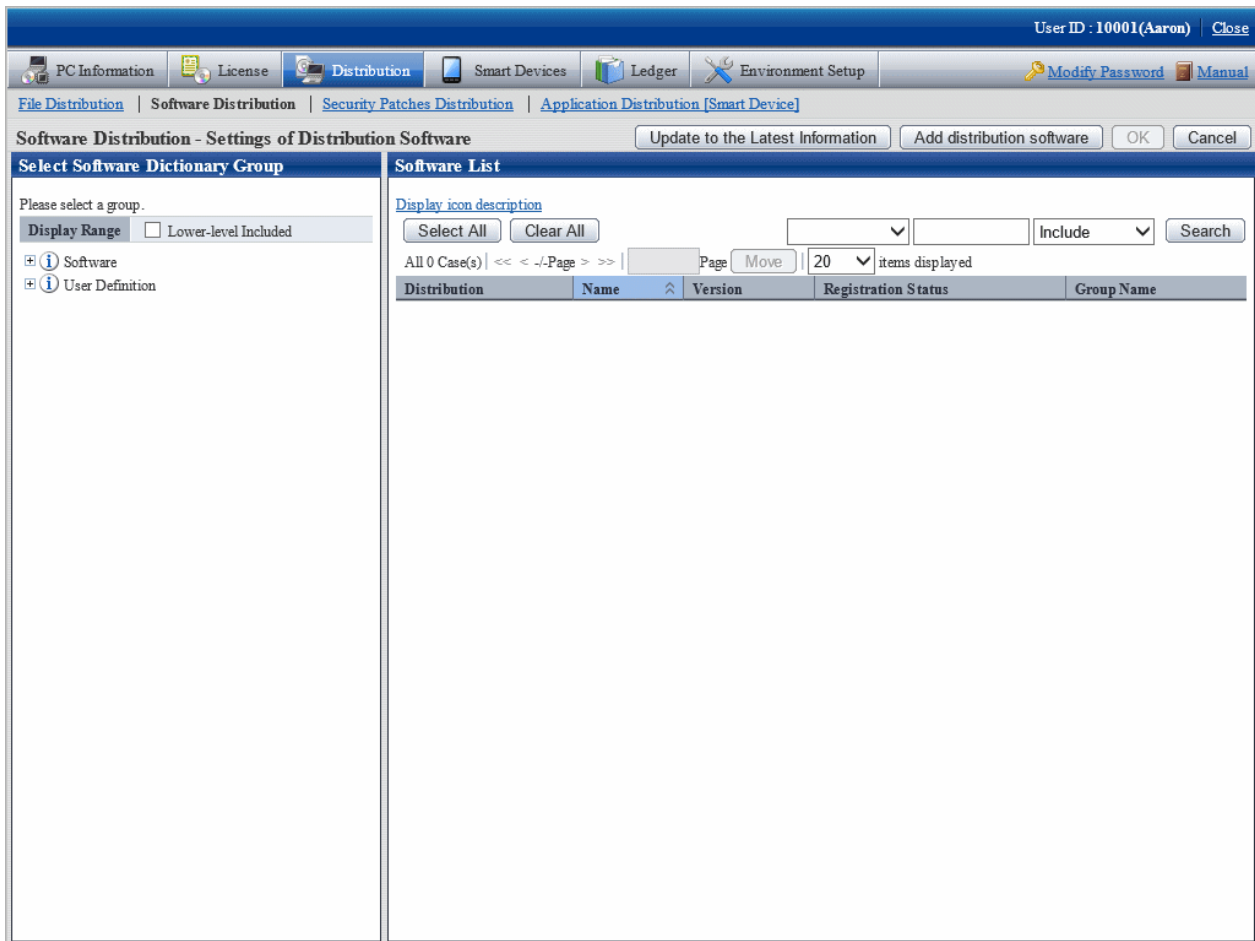 User ID : 10001(Aaron) Close
PC Information License Distribution Smart Devices Ledger Environment Setup Modify Password Manual
File Distribution | Software Distribution | Security Patches Distribution | Application Distribution [Smart Device]
Software Distribution - Settings of Distribution Software Update to the Latest Information Add distribution software OK Cancel
Select Software Dictionary Group
Please select a group.
Display Range Lower-level Included
Software
User Definition
Software List
Display icon description
Select All Clear All Include Search
All 0 Case(s) | << < -/-Page > >> | Page Move | 20 items displayed
Distribution Name Version Registration Status Group Name